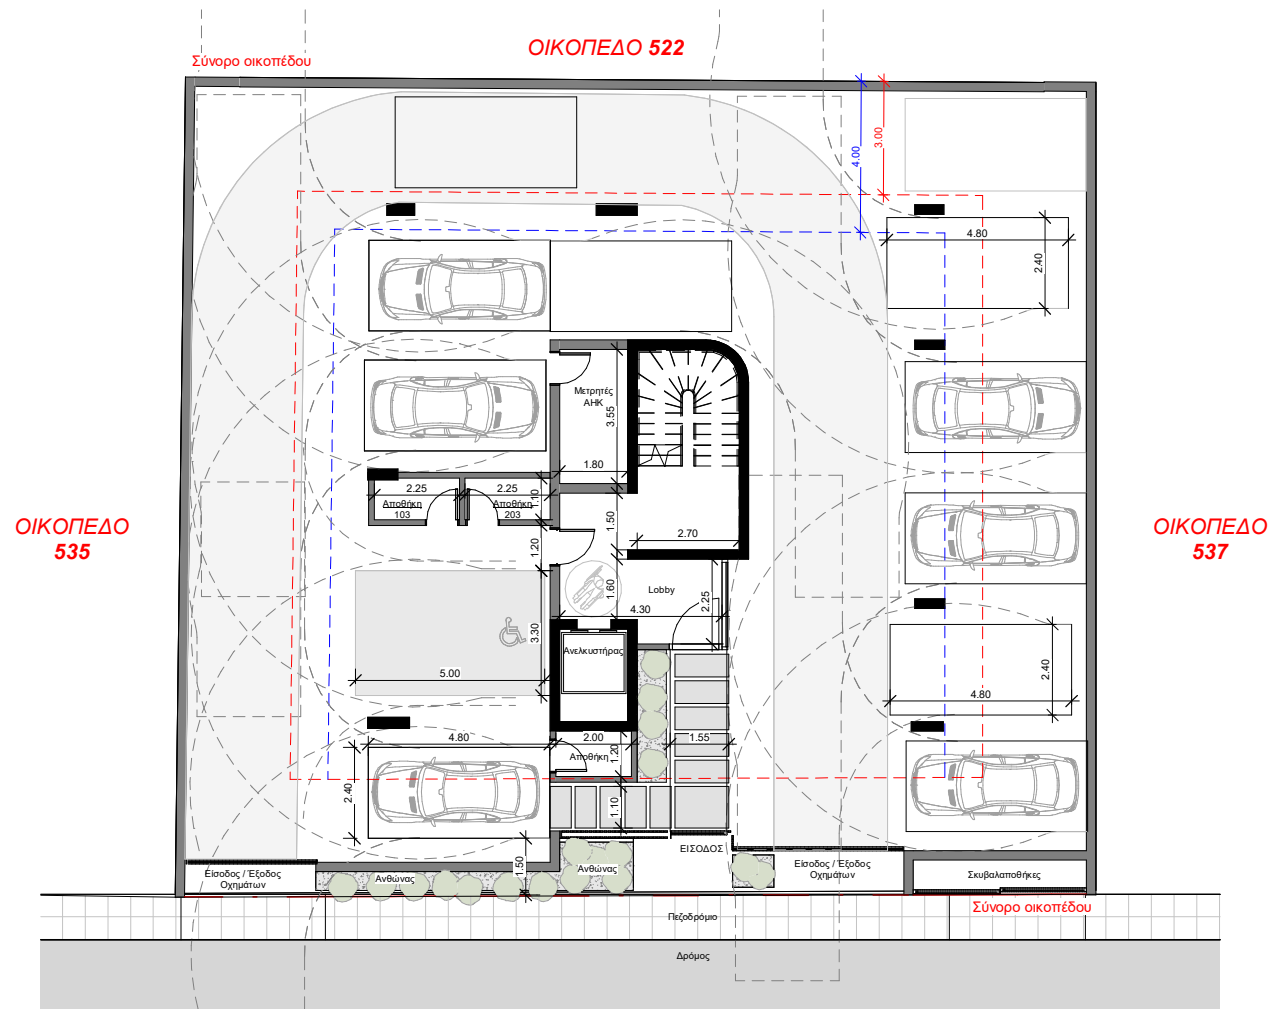 ΟΙΚΟΠΕΔΟ 522
Σύνορο οικοπέδου
3.00
4.00
4.80
2.40
Μετρητές
ΑΗΚ
3.55
1.80
2.25
2.25
1.10
Αποθήκη
103
Αποθήκη
203
1.50
2.70
1.20
ΟΙΚΟΠΕΔΟ
535
ΟΙΚΟΠΕΔΟ
537
1.60
Lobby
2.25
4.30
3.30
Ανελκυστήρας
5.00
2.40
4.80
4.80
2.00
1.55
Αποθήκη
1.20
2.40
1.10
ΕΙΣΟΔΟΣ
1.50
Είσοδος / Έξοδος
Οχημάτων
Ανθώνας
Ανθώνας
Είσοδος / Έξοδος
Οχημάτων
Σκυβαλαποθήκες
Σύνορο οικοπέδου
Πεζοδρόμιο
Δρόμος